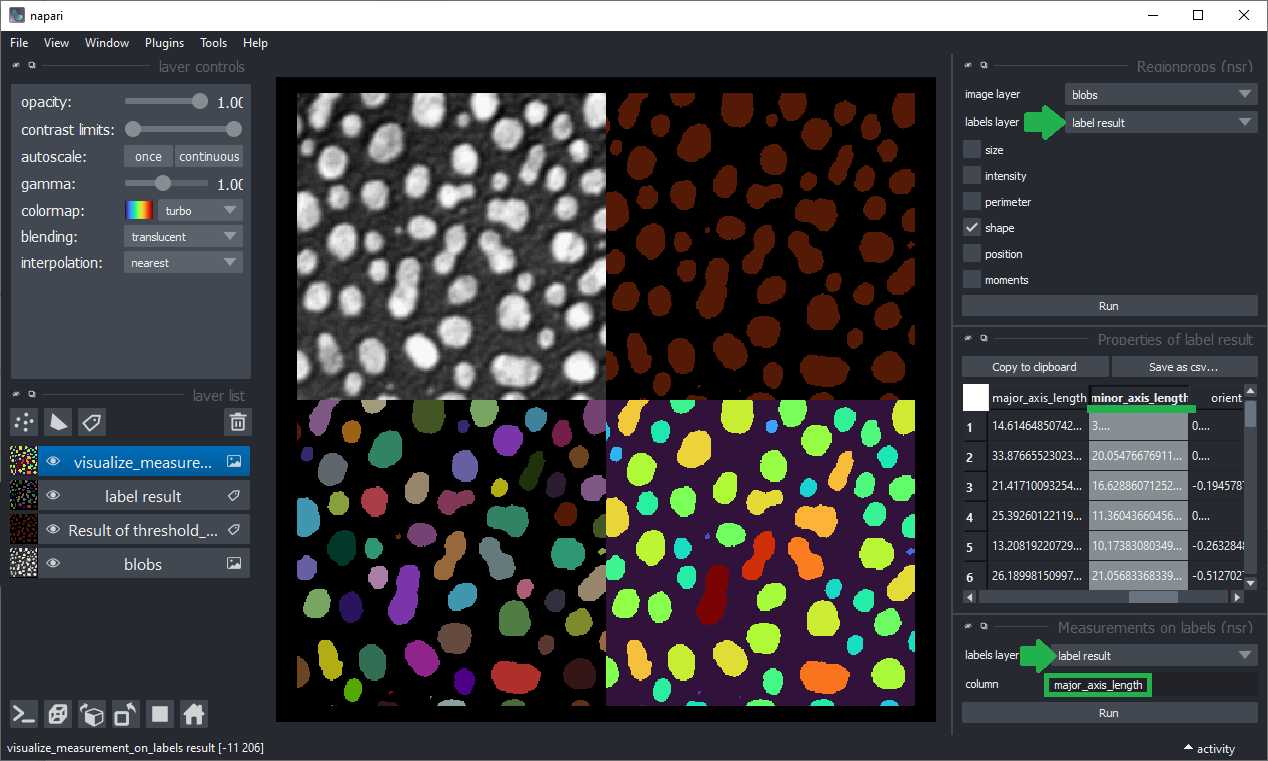 napari
File View Window Plugins Tools Help
layer controls
opacity: 1.00
contrast limits:
autoscale: once continuous
gamma: 1.00
colormap: turbo
blending: translucent
interpolation: nearest
layer list
visualize_measure...
label result
Result of threshold_...
blobs
Regionprops (nsr)
image layer blobs
labels layer label result
size
intensity
perimeter
shape
position
moments
Run
Properties of label result
Copy to clipboard Save as csv...
major_axis_length minor_axis_length orient
1 14.61464850742... 3.... 0....
2 33.87665523023... 20.05476676911... 0....
3 21.41710093254... 16.62886071252... -0.1945787
4 25.39260122119... 11.36043660456... 0....
5 13.20819220729... 10.17383080349... -0.2632848
6 26.18998150997... 21.05683368339... -0.5127027
Measurements on labels (nsr)
labels layer label result
column major_axis_length
Run
visualize_measurement_on_labels result [-11 206]
activity